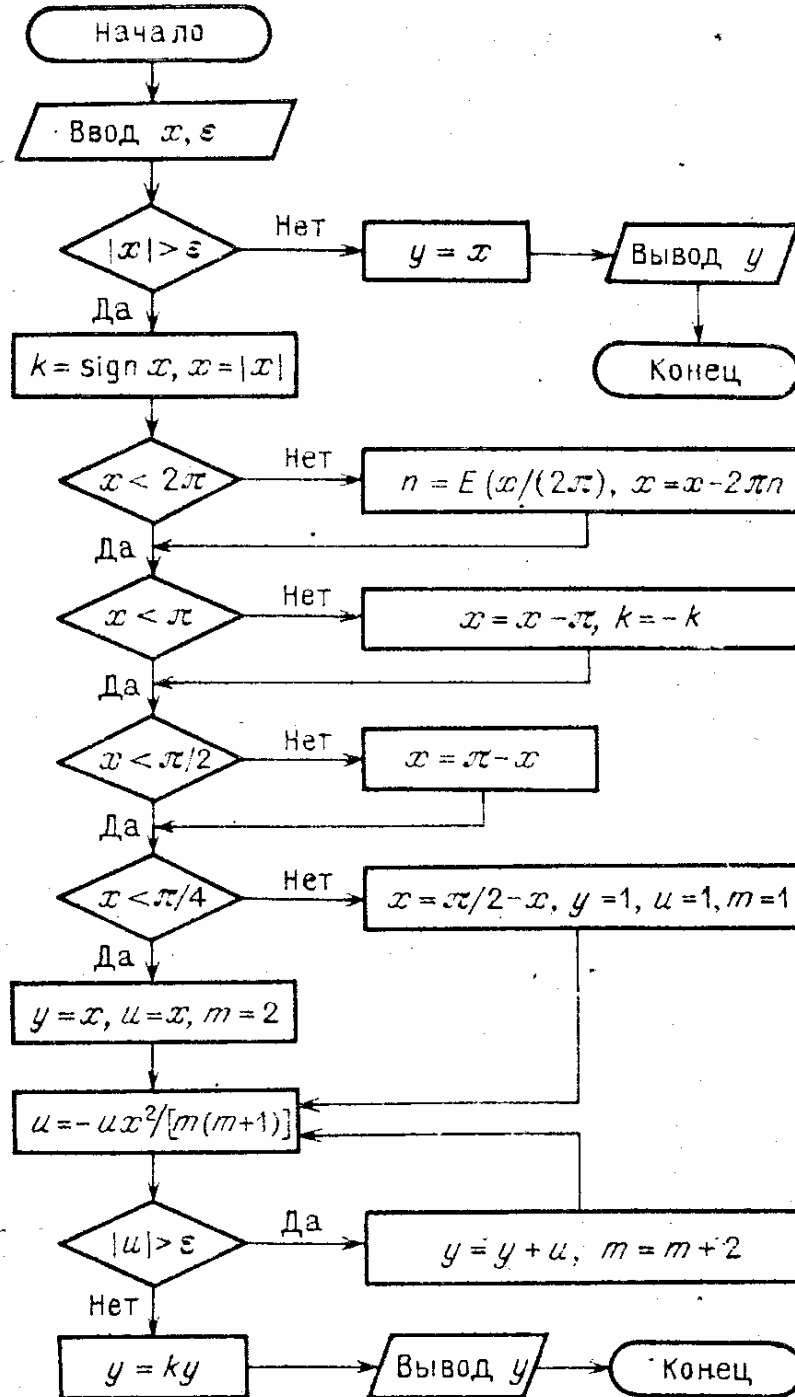 Начало
Ввод x, ε
|x| > ε
Нет
y = x
Вывод y
Да
k = sign x, x = |x|
Конец
x < 2π
Нет
n = E (x/(2π), x = x-2πn
Да
x < π
Нет
x = x - π, k = -k
Да
x < π/2
Нет
x = π - x
Да
x < π/4
Нет
x = π/2 - x, y = 1, u = 1, m = 1
Да
y = x, u = x, m = 2
u = -ux²/[m(m+1)]
|u| > ε
Да
y = y + u, m = m + 2
Нет
y = ky
Вывод y
Конец